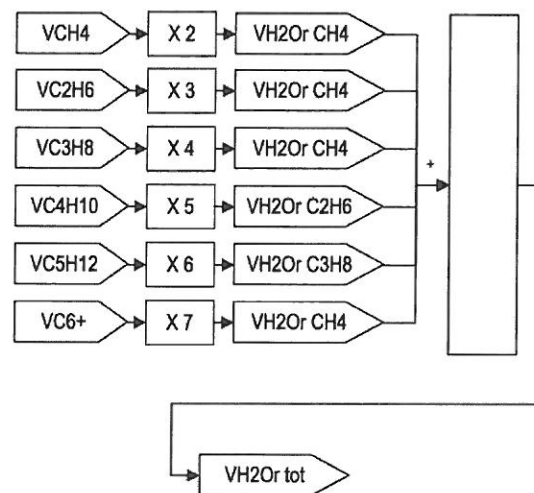 VCH4 X 2 VH2Or CH4
VC2H6 X 3 VH2Or CH4
VC3H8 X 4 VH2Or CH4
+
VC4H10 X 5 VH2Or C2H6
VC5H12 X 6 VH2Or C3H8
VC6+ X 7 VH2Or CH4
VH2Or tot